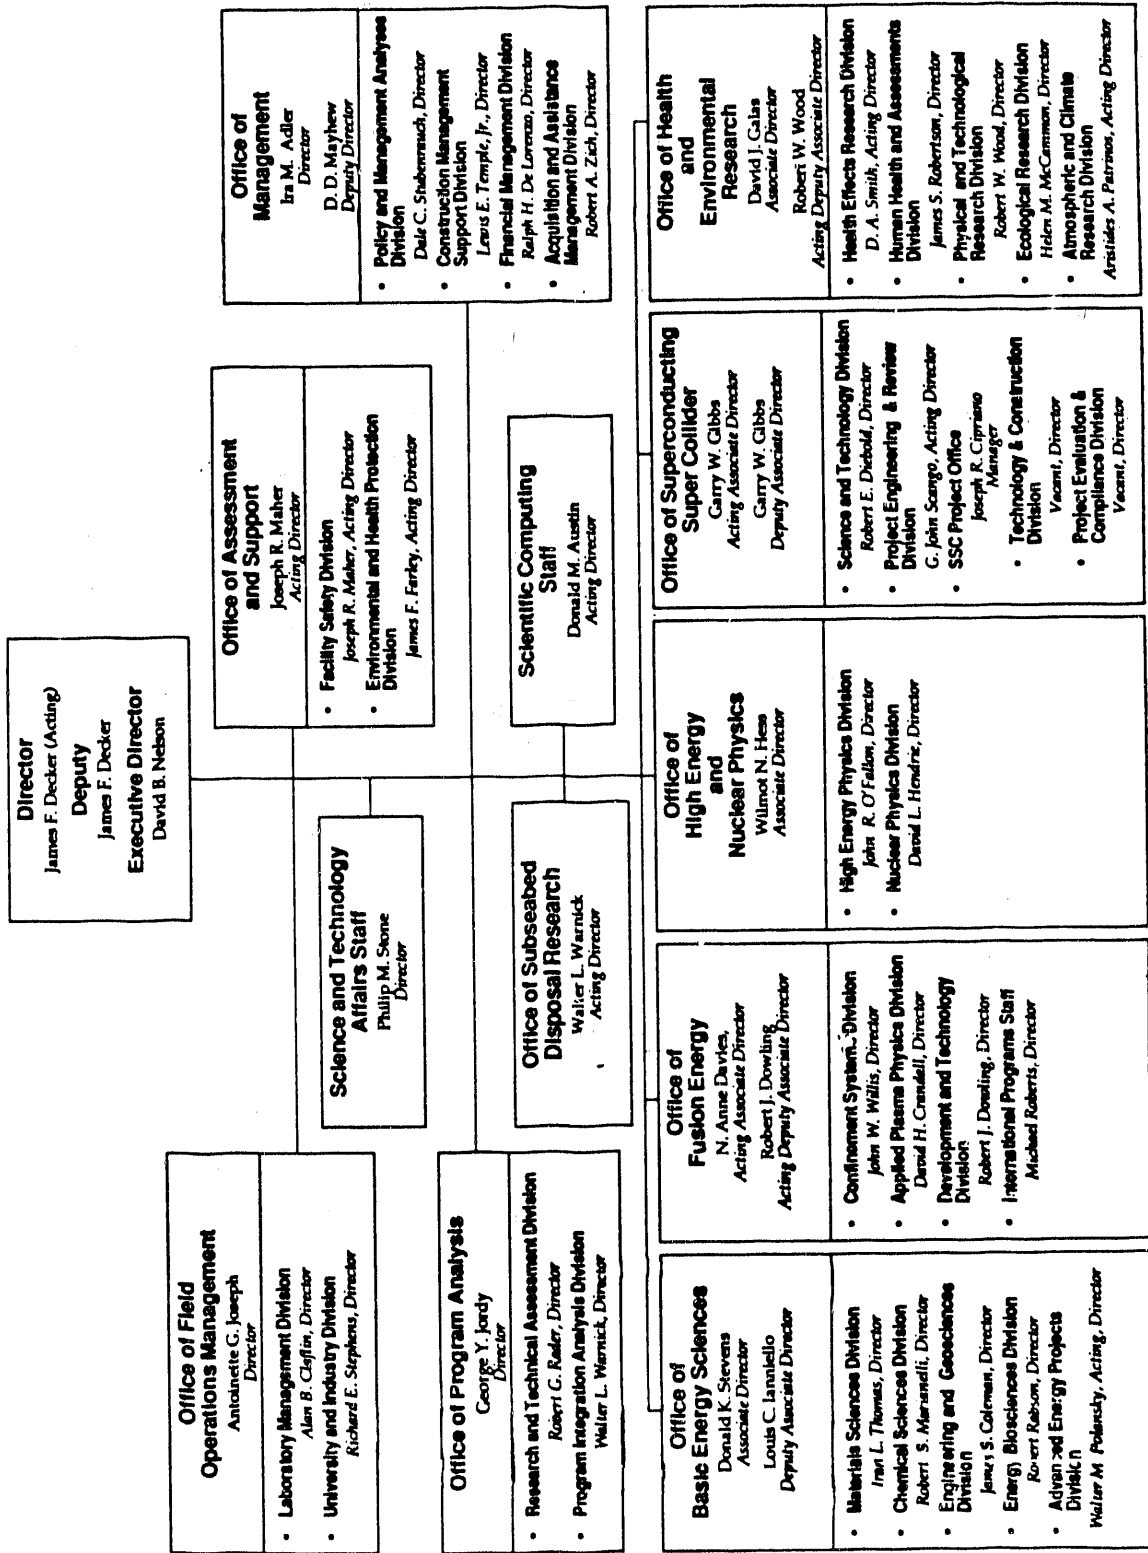 Director
James F. Decker (Acting)
Deputy
James F. Decker
Executive Director
David B. Nelson
Office of Field
Operations Management
Antoinette G. Joseph
Director
• Laboratory Management Division
Alan B. Claflin, Director
• University and Industry Division
Richard E. Stephens, Director
Office of Assessment
and Support
Joseph R. Maher
Acting Director
• Facility Safety Division
Joseph R. Maher, Acting Director
• Environmental and Health Protection
Division
James F. Farley, Acting Director
Science and Technology
Affairs Staff
Philip M. Stone
Director
Office of Program Analysis
George Y. Jordy
Director
• Research and Technical Assessment Division
Robert G. Rader, Director
• Program Integration Analysis Division
Walter L. Warnick, Director
Office of
Management
Ira M. Adler
Director
D. D. Mayhew
Deputy Director
• Policy and Management Analyses
Division
Dale C. Stubenrauch, Director
• Construction Management
Support Division
Lewis E. Temple, Jr., Director
• Financial Management Division
Ralph H. De Lorenzo, Director
• Acquisition and Assistance
Management Division
Robert A. Zich, Director
Office of Subseabed
Disposal Research
Walter L. Warnick
Acting Director
Scientific Computing
Staff
Donald M. Austin
Acting Director
Office of
Basic Energy Sciences
Donald K. Stevens
Associate Director
Louis C. Ianniello
Deputy Associate Director
• Materials Sciences Division
Iran L. Thomas, Director
• Chemical Sciences Division
Robert S. Marianelli, Director
• Engineering and Geosciences
Division
James S. Coleman, Director
• Energy Biosciences Division
Robert Rabson, Director
• Advanced Energy Projects
Division
Walter M. Polansky, Acting, Director
Office of
Fusion Energy
N. Anne Davies,
Acting Associate Director
Robert J. Dowling
Acting Deputy Associate Director
• Confinement Systems Division
John W. Willis, Director
• Applied Plasma Physics Division
David H. Crandall, Director
• Development and Technology
Division
Robert J. Dowling, Director
• International Programs Staff
Michael Roberts, Director
Office of
High Energy
and
Nuclear Physics
Wilmot N. Hess
Associate Director
• High Energy Physics Division
John R. O'Fallon, Director
• Nuclear Physics Division
David L. Hendrie, Director
Office of Superconducting
Super Collider
Garry W. Gibbs
Acting Associate Director
Garry W. Gibbs
Deputy Associate Director
• Science and Technology Division
Robert E. Diebold, Director
• Project Engineering & Review
Division
G. John Scango, Acting Director
• SSC Project Office
Joseph R. Cipriano
Manager
• Technology & Construction
Division
Vacant, Director
• Project Evaluation &
Compliance Division
Vacant, Director
Office of Health
and
Environmental
Research
David J. Galas
Associate Director
Robert W. Wood
Acting Deputy Associate Director
• Health Effects Research Division
D. A. Smith, Acting Director
• Human Health and Assessments
Division
James S. Robertson, Director
• Physical and Technological
Research Division
Robert W. Wood, Director
• Ecological Research Division
Helen M. McCammon, Director
• Atmospheric and Climate
Research Division
Aristides A. Patrinos, Acting Director